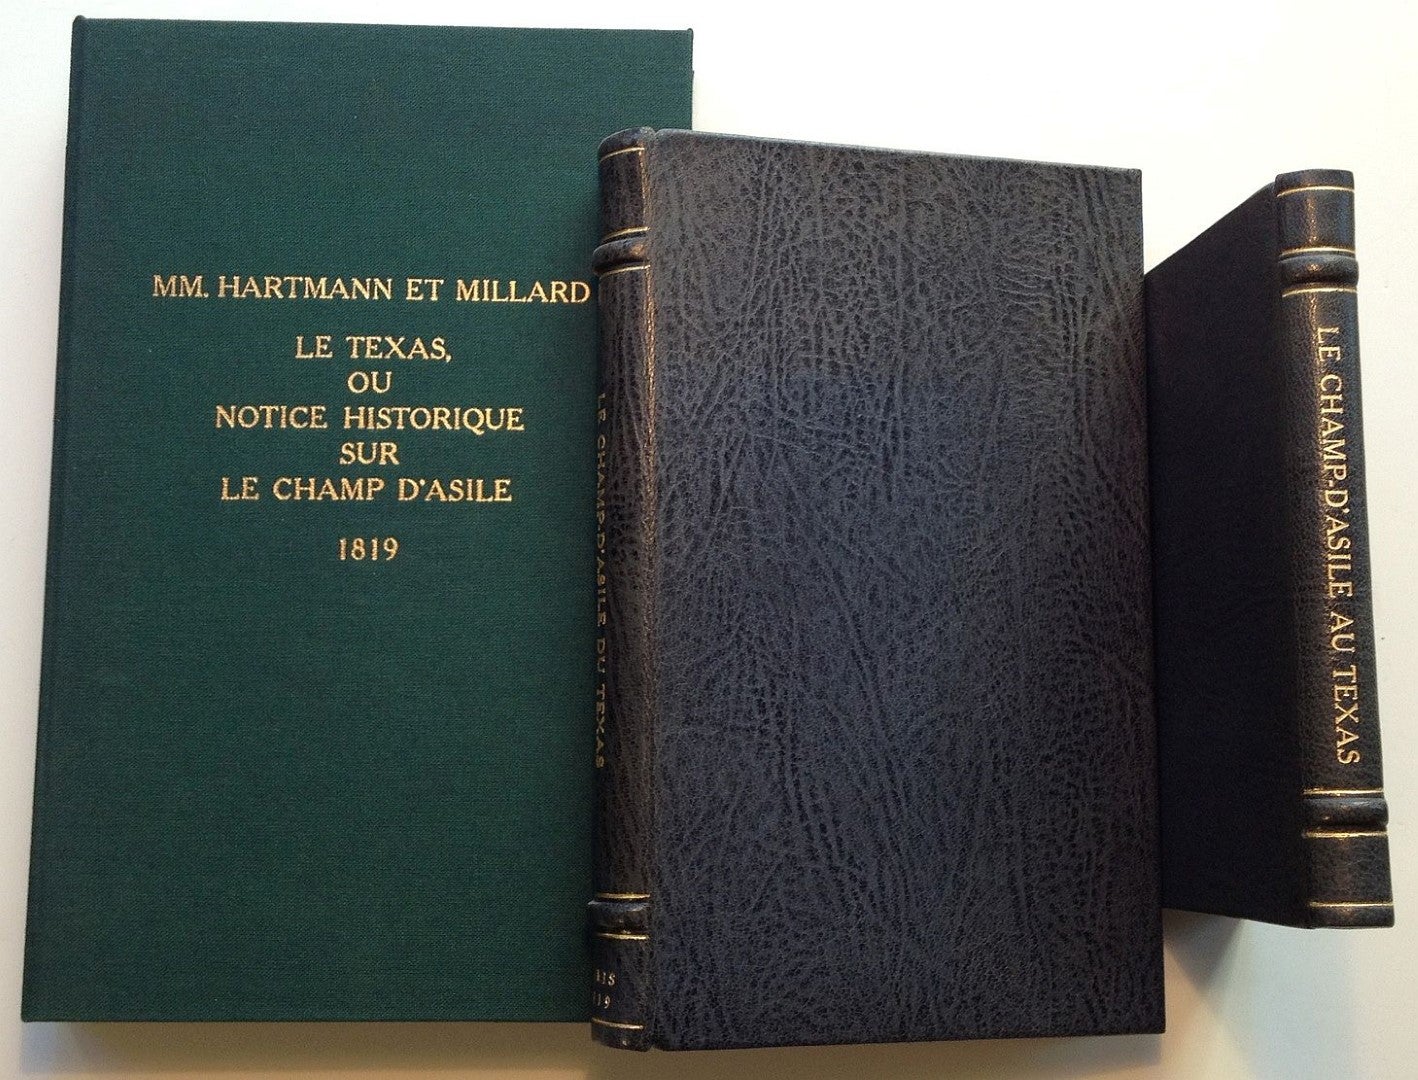 MM. HARTMANN ET MILLARD
LE TEXAS,
OU
NOTICE HISTORIQUE
SUR
LE CHAMP D'ASILE
1819
LE CHAMP-D'ASILE DU TEXAS
LE CHAMP-D'ASILE AU TEXAS